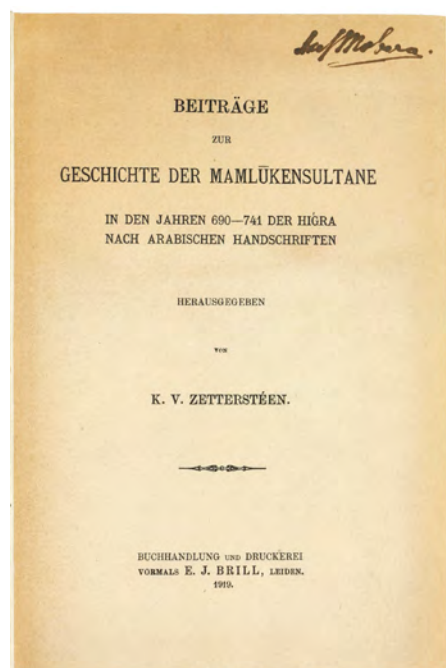 BEITRÄGE
ZUR
GESCHICHTE DER MAMLŪKENSULTANE
IN DEN JAHREN 690—741 DER HIǴRA
NACH ARABISCHEN HANDSCHRIFTEN
HERAUSGEGEBEN
VON
K. V. ZETTERSTÉEN.
BUCHHANDLUNG UND DRUCKEREI
VORMALS E. J. BRILL, LEIDEN.
1919.